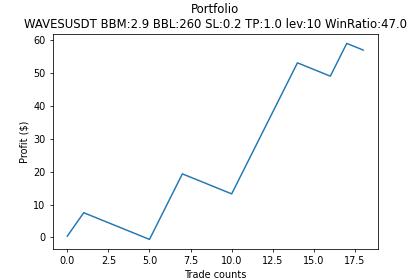 Portfolio
WAVESUSDT BBM:2.9 BBL:260 SL:0.2 TP:1.0 lev:10 WinRatio:47.0
60
50
40
30
20
10
0
Profit ($)
0.0 2.5 5.0 7.5 10.0 12.5 15.0 17.5
Trade counts